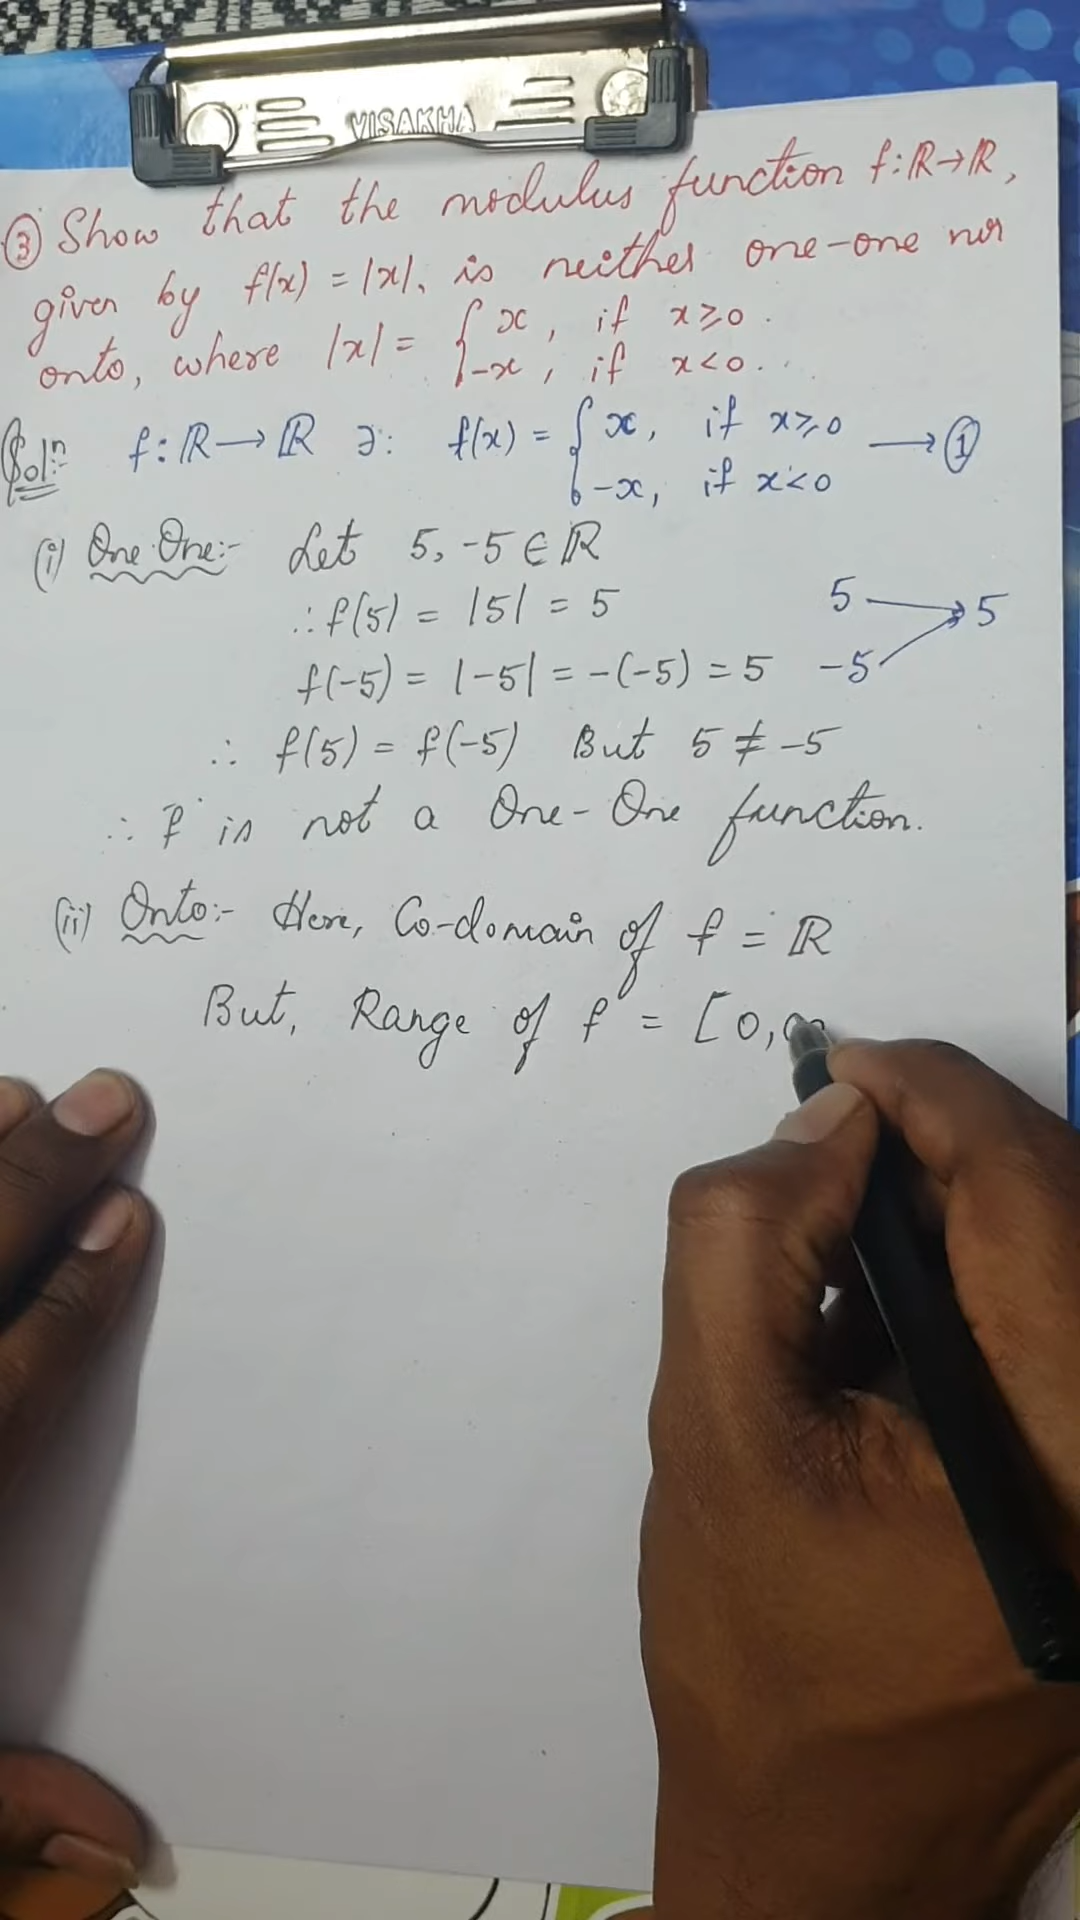 VISAKHA
③ Show that the modulus function f:ℝ→ℝ,
given by f(x) = |x|, is neither one-one nor
onto, where |x| = { x, if x≥0.
-x, if x<0.
Solⁿ:- f:ℝ→ℝ ∋: f(x) = { x, if x≥0 → ①
-x, if x<0
(i) One-One:- Let 5, -5 ∈ ℝ
∴ f(5) = |5| = 5 5 → 5
f(-5) = |-5| = -(-5) = 5 -5
∴ f(5) = f(-5) But 5 ≠ -5
∴ f is not a One-One function.
(ii) Onto:- Here, Co-domain of f = ℝ
But, Range of f = [0,∞